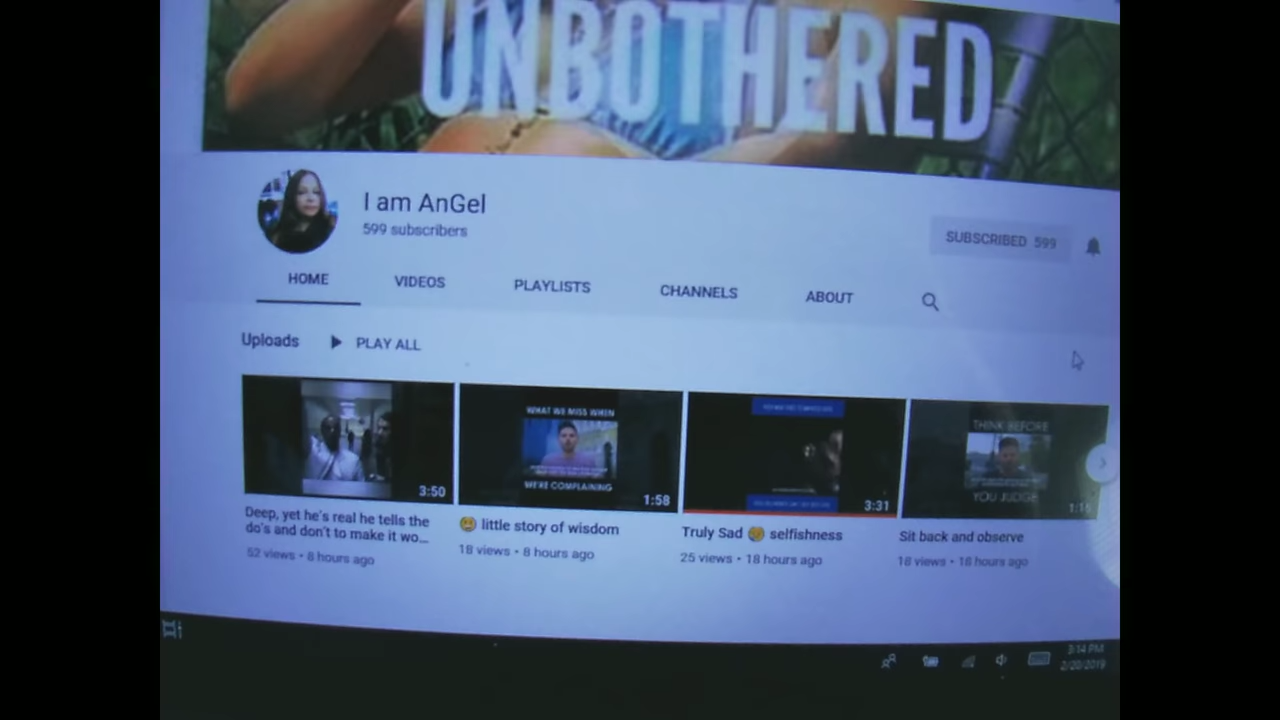 UNBOTHERED
I am AnGel
599 subscribers
SUBSCRIBED 599
HOME VIDEOS PLAYLISTS CHANNELS ABOUT
Uploads PLAY ALL
WHAT WE MISS WHEN
WE'RE COMPLAINING
THINK BEFORE
YOU JUDGE
3:50
1:58
3:31
Deep, yet he's real he tells the
do's and don't to make it wo...
52 views • 8 hours ago
little story of wisdom
18 views • 8 hours ago
Truly Sad selfishness
25 views • 18 hours ago
Sit back and observe
18 views • 18 hours ago
3:14 PM
2/20/2019